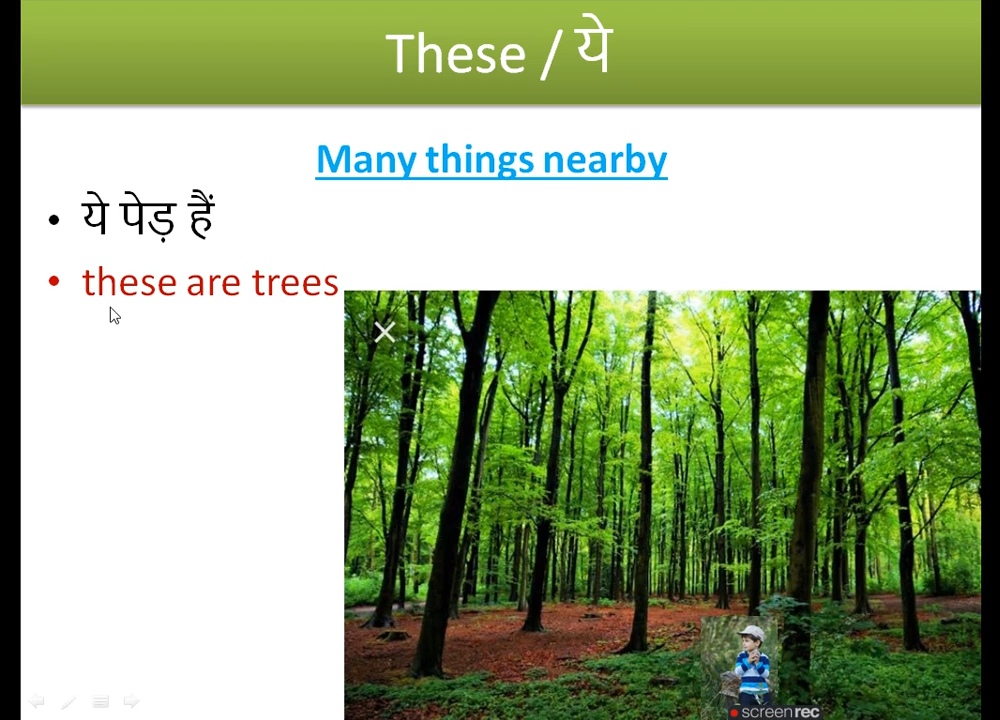 These / ये
Many things nearby
• ये पेड़ हैं
• these are trees
screenrec